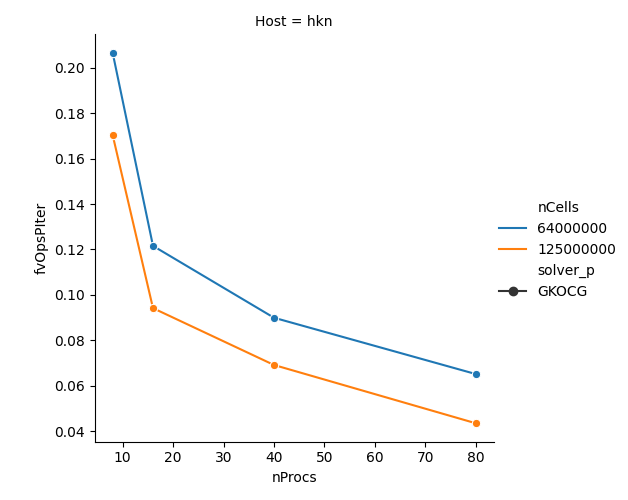 Host = hkn
fvOpsPIter
0.20
0.18
0.16
0.14
0.12
0.10
0.08
0.06
0.04
10 20 30 40 50 60 70 80
nProcs
nCells
64000000
125000000
solver_p
GKOCG